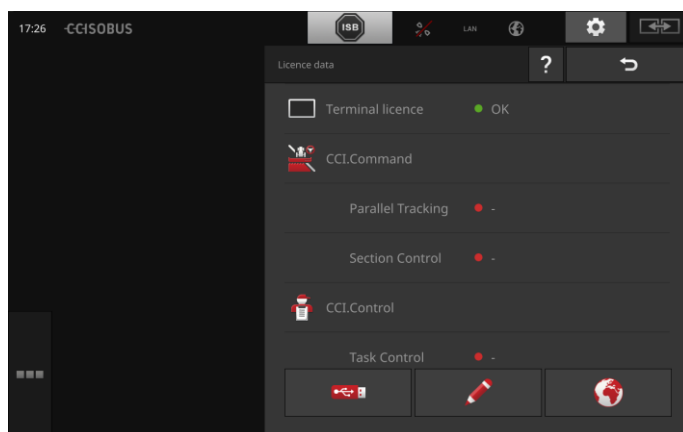 17:26 CCISOBUS ISB LAN
Licence data ?
Terminal licence OK
CCI.Command
Parallel Tracking -
Section Control -
CCI.Control
Task Control -